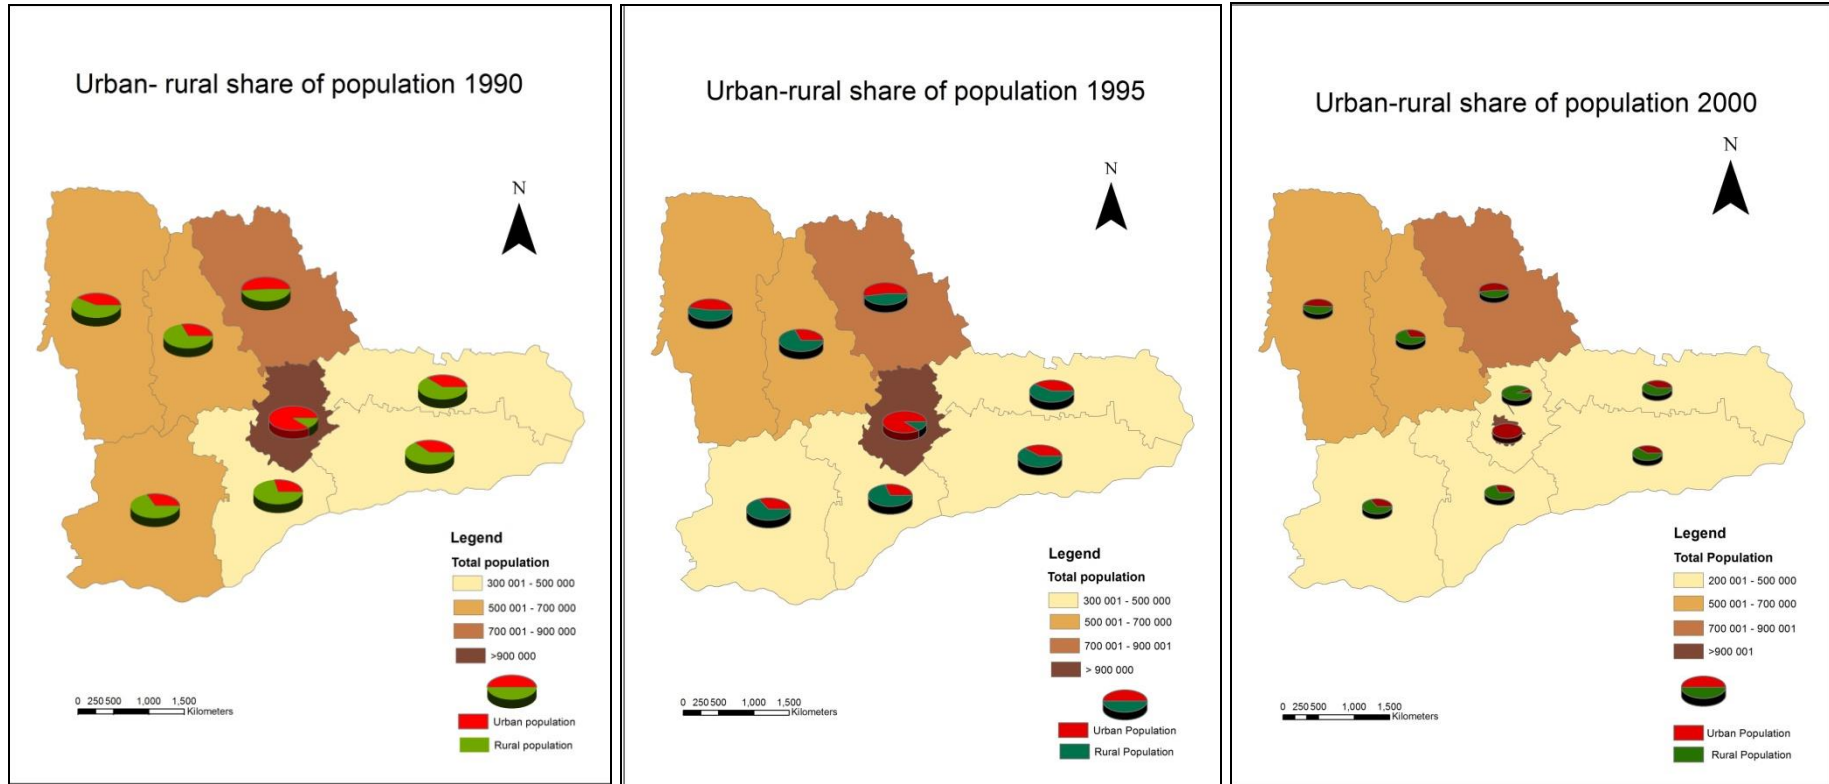 Urban- rural share of population 1990
N
Legend
Total population
300 001 - 500 000
500 001 - 700 000
700 001 - 900 000
>900 000
0 250 500 1,000 1,500
Kilometers
Urban population
Rural population
Urban-rural share of population 1995
N
Legend
Total population
300 001 - 500 000
500 001 - 700 000
700 001 - 900 001
> 900 000
0 250 500 1,000 1,500
Kilometers
Urban Population
Rural Population
Urban-rural share of population 2000
N
Legend
Total Population
200 001 - 500 000
500 001 - 700 000
700 001 - 900 001
>900 001
0 250 500 1,000 1,500
Kilometers
Urban Population
Rural Population